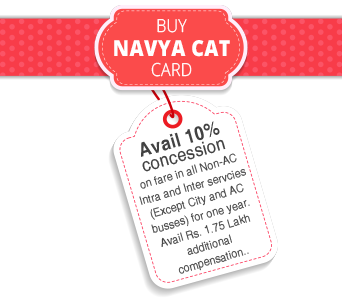 BUY
NAVYA CAT
CARD
Avail 10%
concession
on fare in all Non-AC
Intra and Inter servcies
(Except City and AC
busses) for one year.
Avail Rs. 1.75 Lakh
additional
compensation..